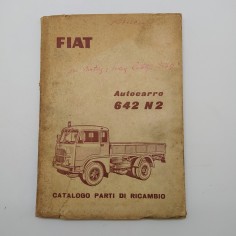 FIAT
Autocarro
642 N2
CATALOGO PARTI DI RICAMBIO